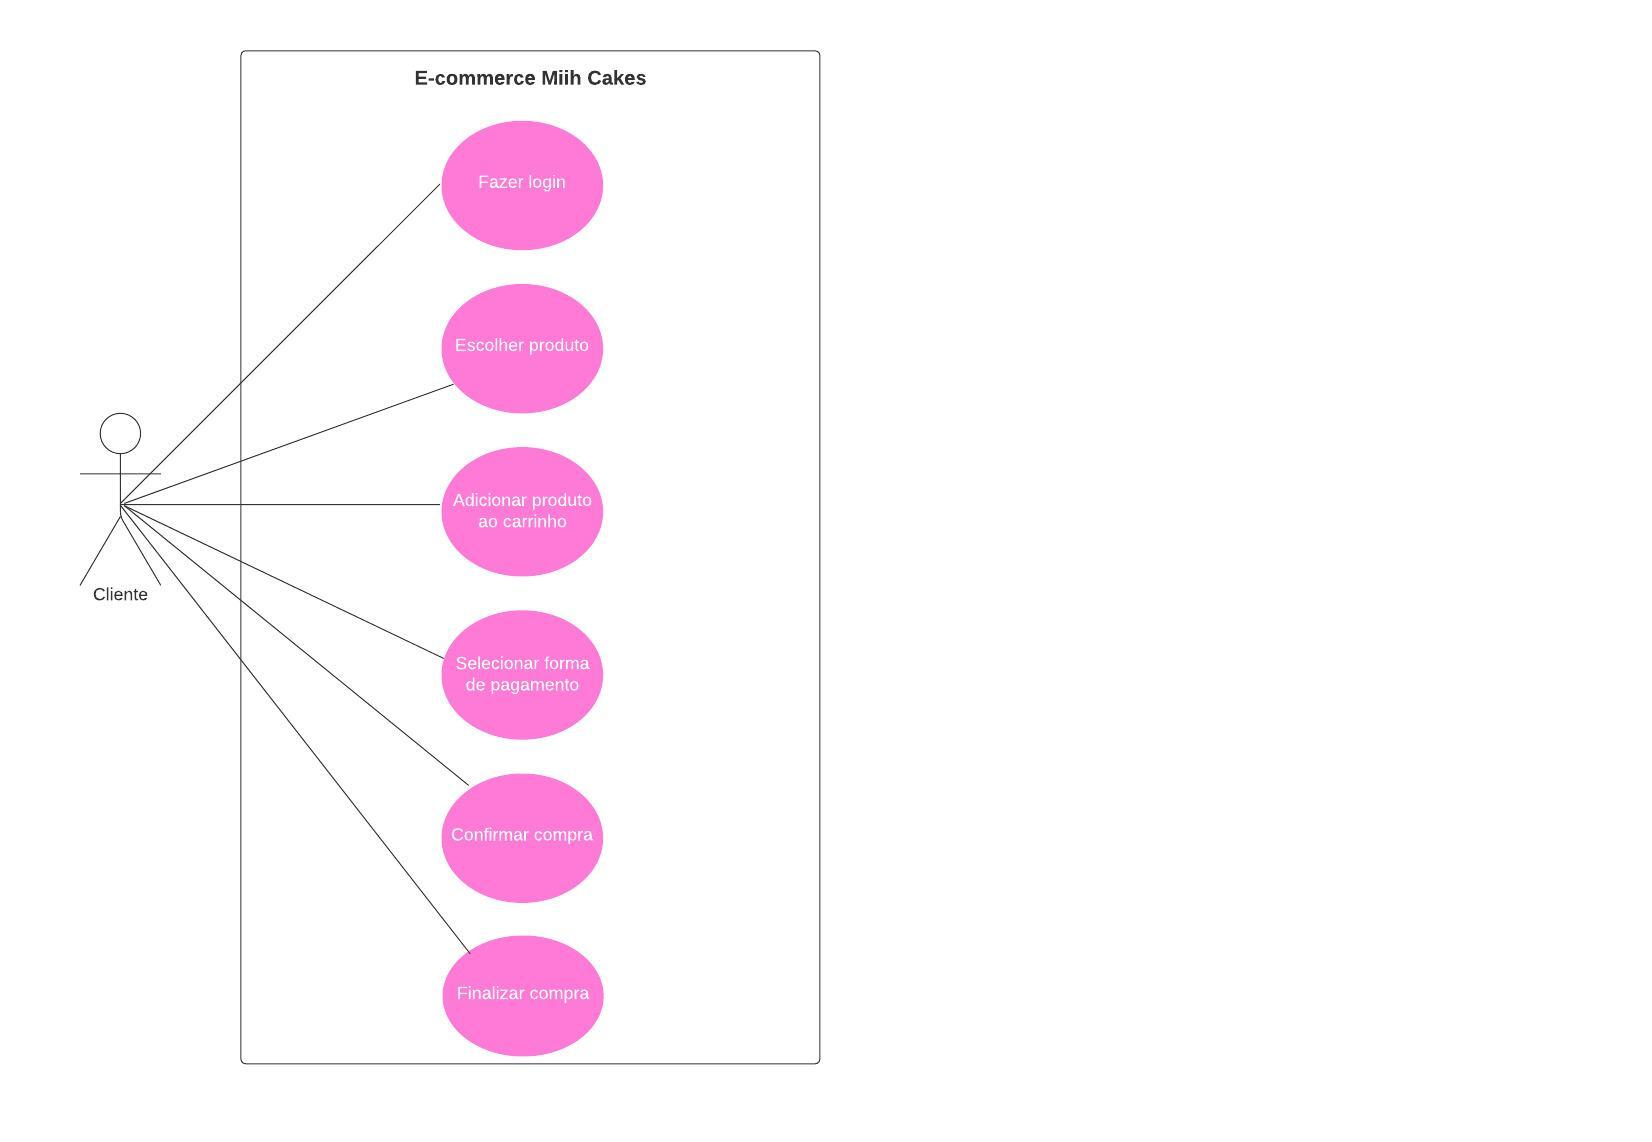 E-commerce Miih Cakes
Fazer login
Escolher produto
Adicionar produto
ao carrinho
Cliente
Selecionar forma
de pagamento
Confirmar compra
Finalizar compra